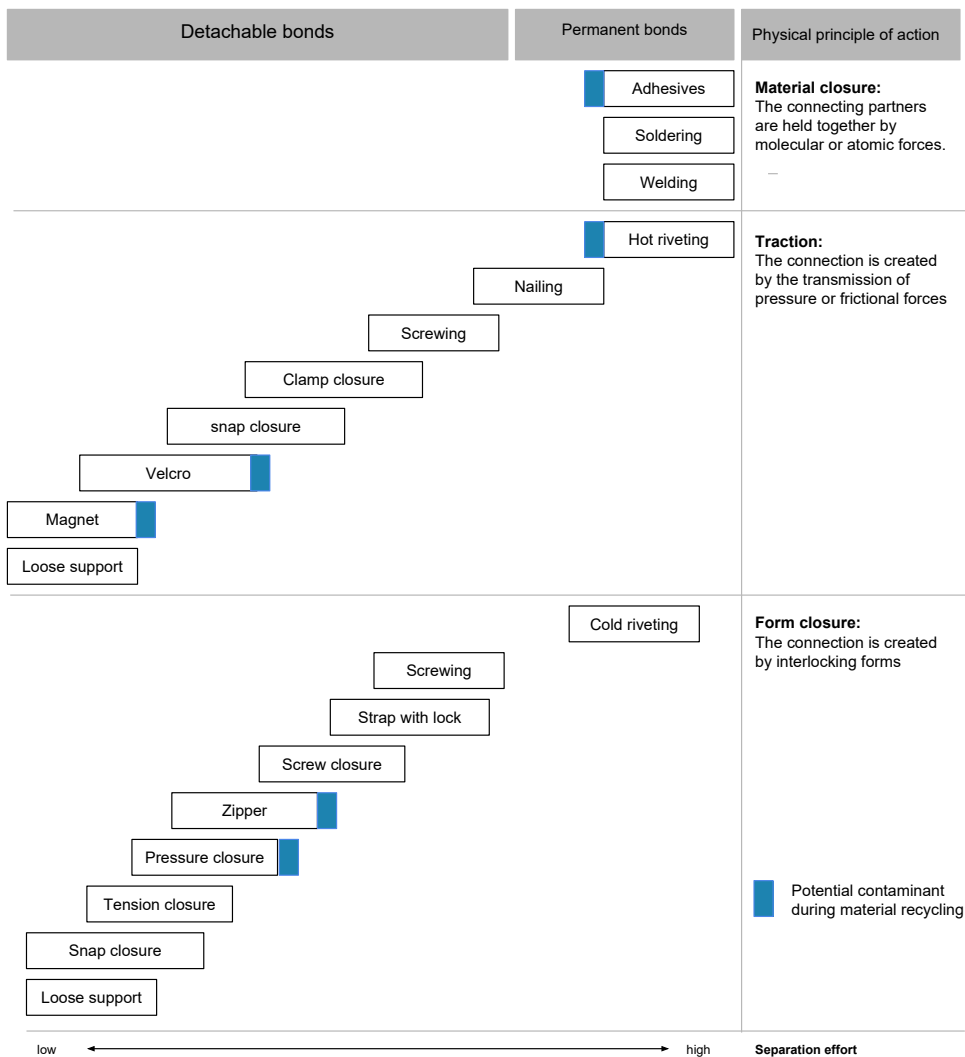 Detachable bonds
Permanent bonds
Physical principle of action
Adhesives
Soldering
Welding
Material closure:
The connecting partners
are held together by
molecular or atomic forces.
Hot riveting
Nailing
Screwing
Clamp closure
snap closure
Velcro
Magnet
Loose support
Traction:
The connection is created
by the transmission of
pressure or frictional forces
Cold riveting
Screwing
Strap with lock
Screw closure
Zipper
Pressure closure
Tension closure
Snap closure
Loose support
Form closure:
The connection is created
by interlocking forms
Potential contaminant
during material recycling
low
high
Separation effort